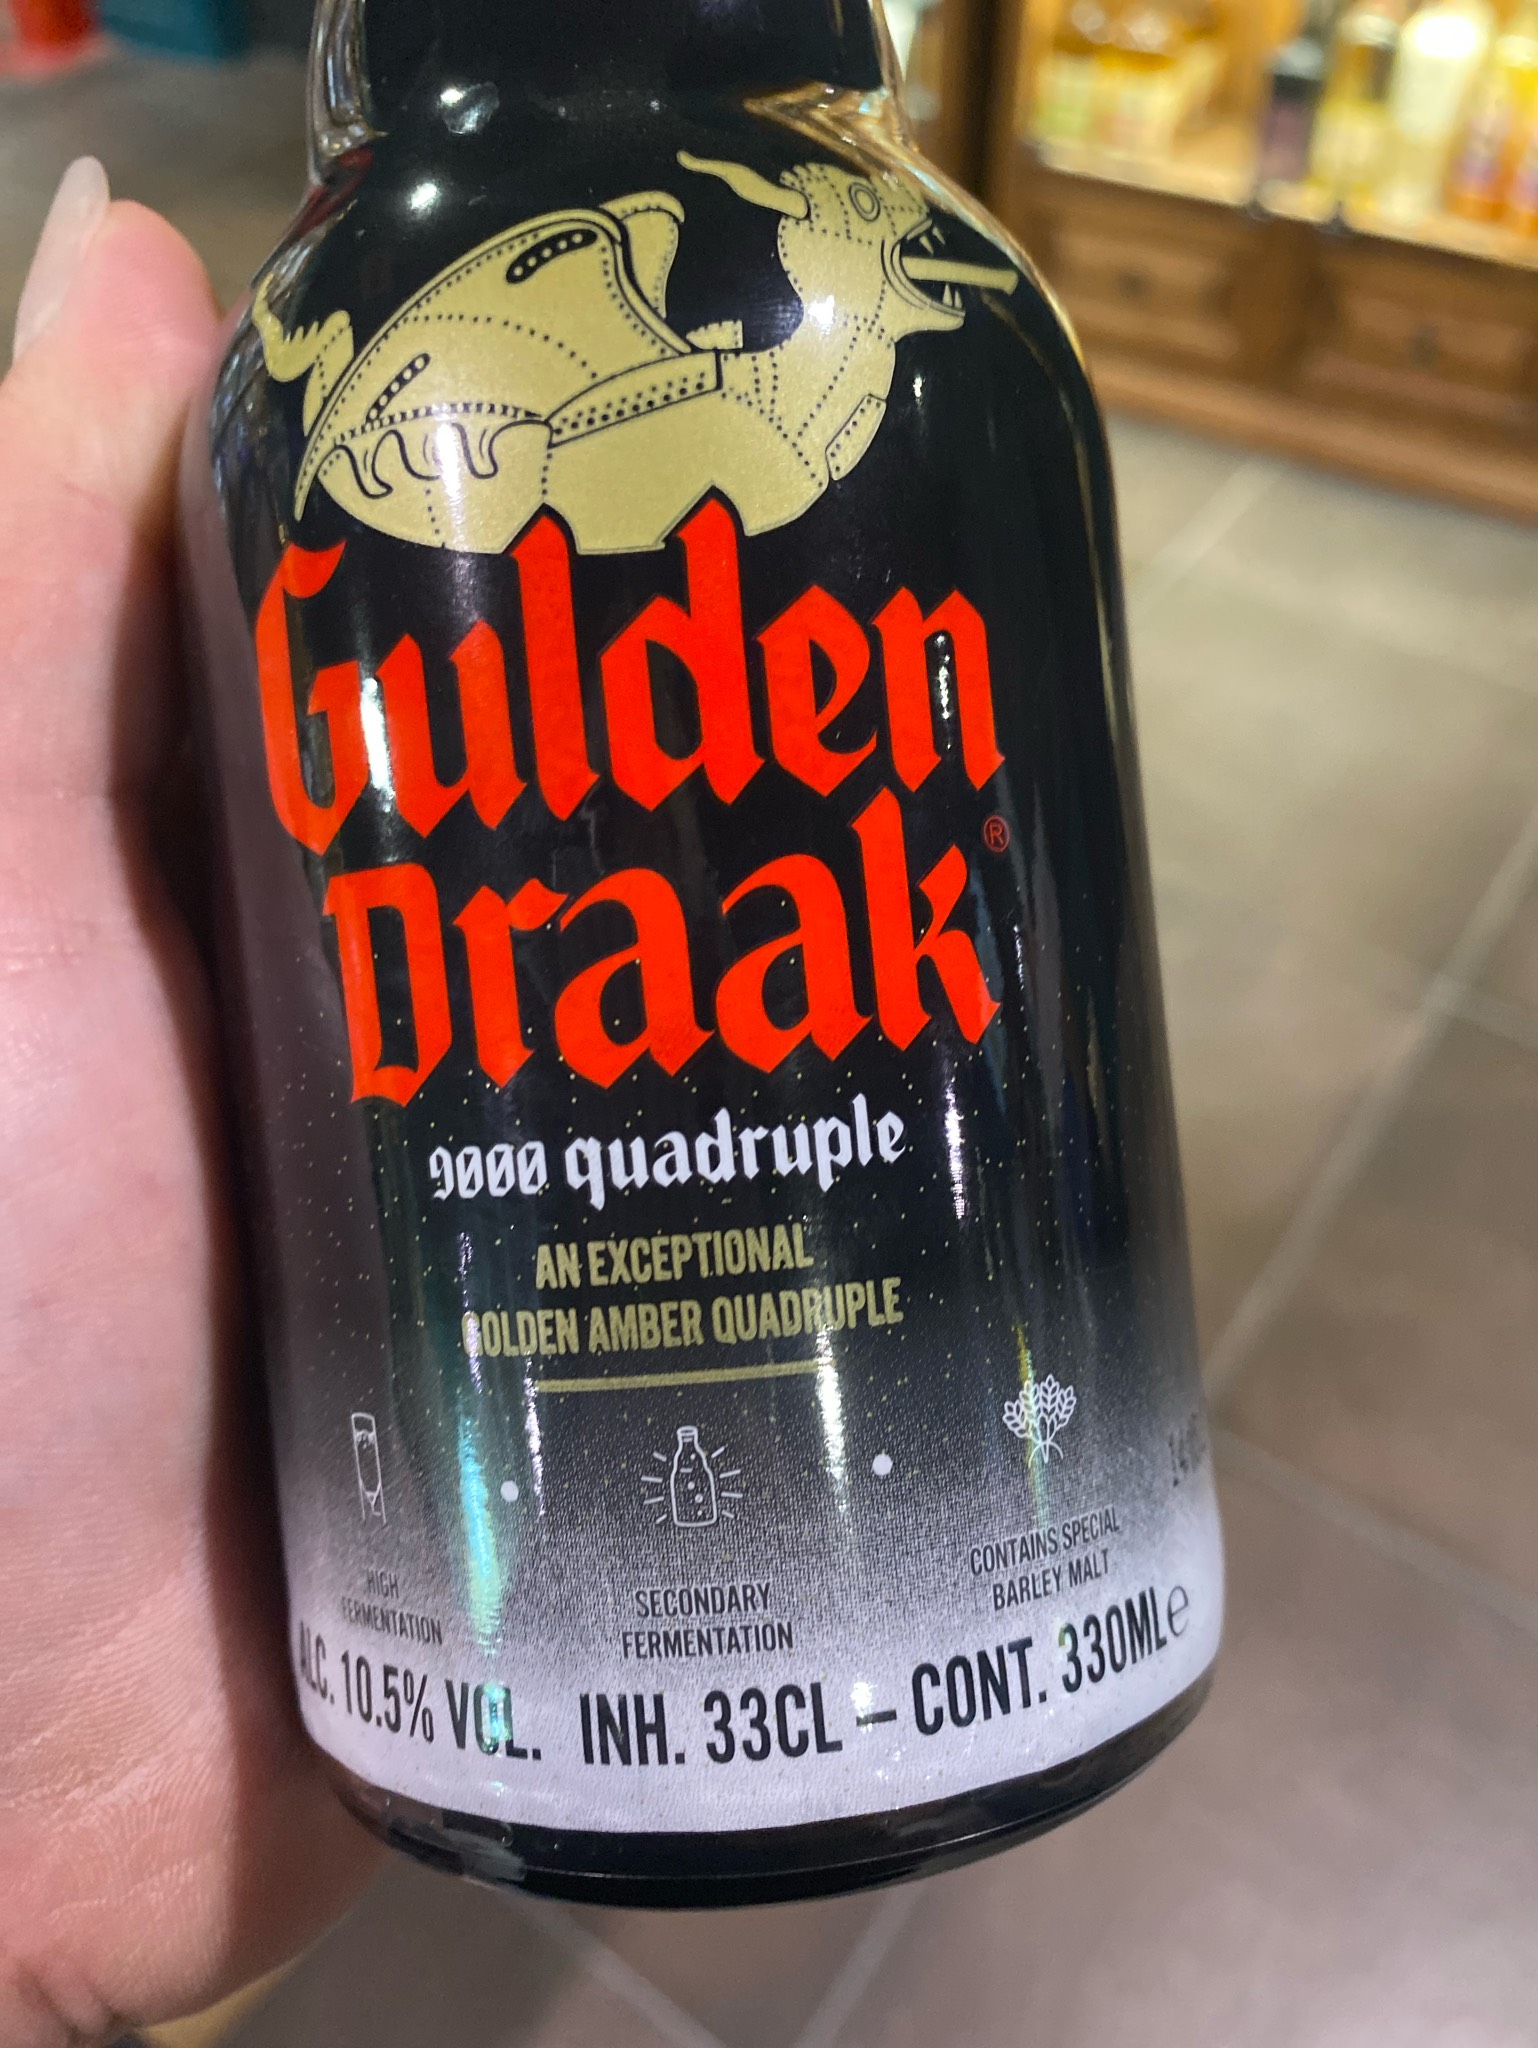 Gulden
Draak
®
9000 quadruple
AN EXCEPTIONAL
GOLDEN AMBER QUADRUPLE
HIGH
FERMENTATION
SECONDARY
FERMENTATION
CONTAINS SPECIAL
BARLEY MALT
ALC. 10.5% VOL. INH. 33CL – CONT. 330ML℮